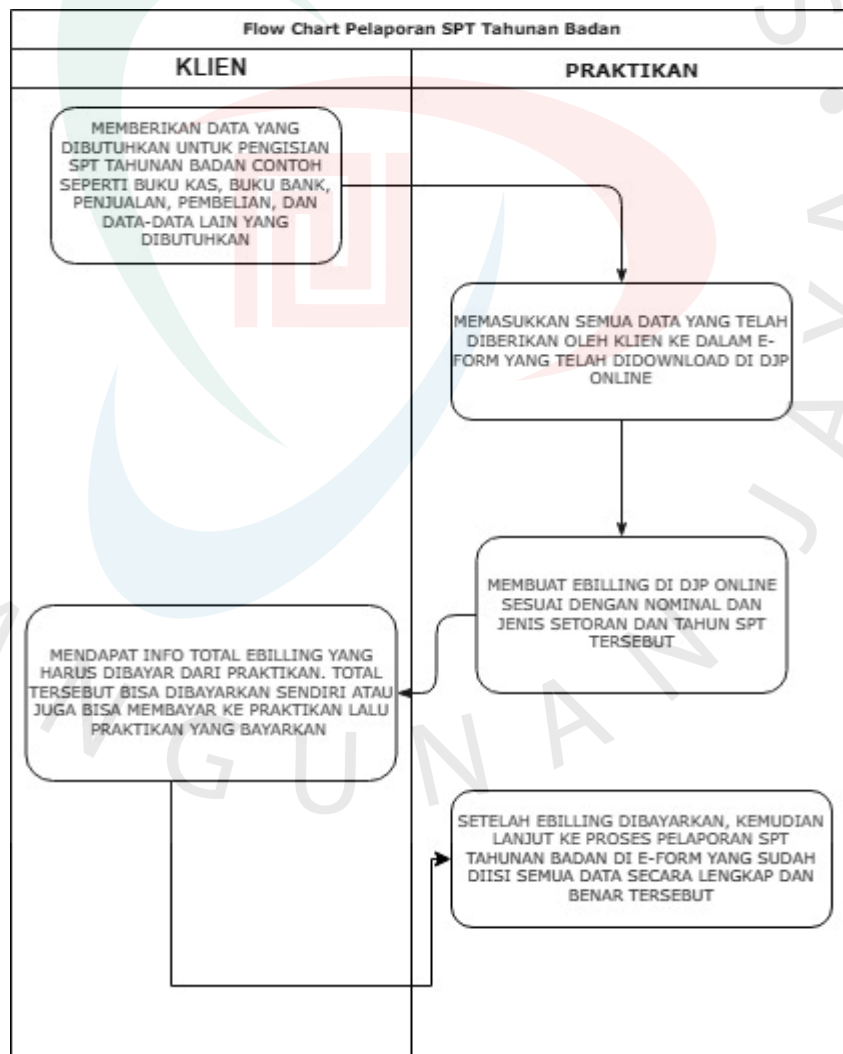 Flow Chart Pelaporan SPT Tahunan Badan
KLIEN
PRAKTIKAN
MEMBERIKAN DATA YANG
DIBUTUHKAN UNTUK PENGISIAN
SPT TAHUNAN BADAN CONTOH
SEPERTI BUKU KAS, BUKU BANK,
PENJUALAN, PEMBELIAN, DAN
DATA-DATA LAIN YANG
DIBUTUHKAN
MEMASUKKAN SEMUA DATA YANG TELAH
DIBERIKAN OLEH KLIEN KE DALAM E-
FORM YANG TELAH DIDOWNLOAD DI DJP
ONLINE
MEMBUAT EBILLING DI DJP ONLINE
SESUAI DENGAN NOMINAL DAN
JENIS SETORAN DAN TAHUN SPT
TERSEBUT
MENDAPAT INFO TOTAL EBILLING YANG
HARUS DIBAYAR DARI PRAKTIKAN. TOTAL
TERSEBUT BISA DIBAYARKAN SENDIRI ATAU
JUGA BISA MEMBAYAR KE PRAKTIKAN LALU
PRAKTIKAN YANG BAYARKAN
SETELAH EBILLING DIBAYARKAN, KEMUDIAN
LANJUT KE PROSES PELAPORAN SPT
TAHUNAN BADAN DI E-FORM YANG SUDAH
DIISI SEMUA DATA SECARA LENGKAP DAN
BENAR TERSEBUT
NGUNAN JAYA